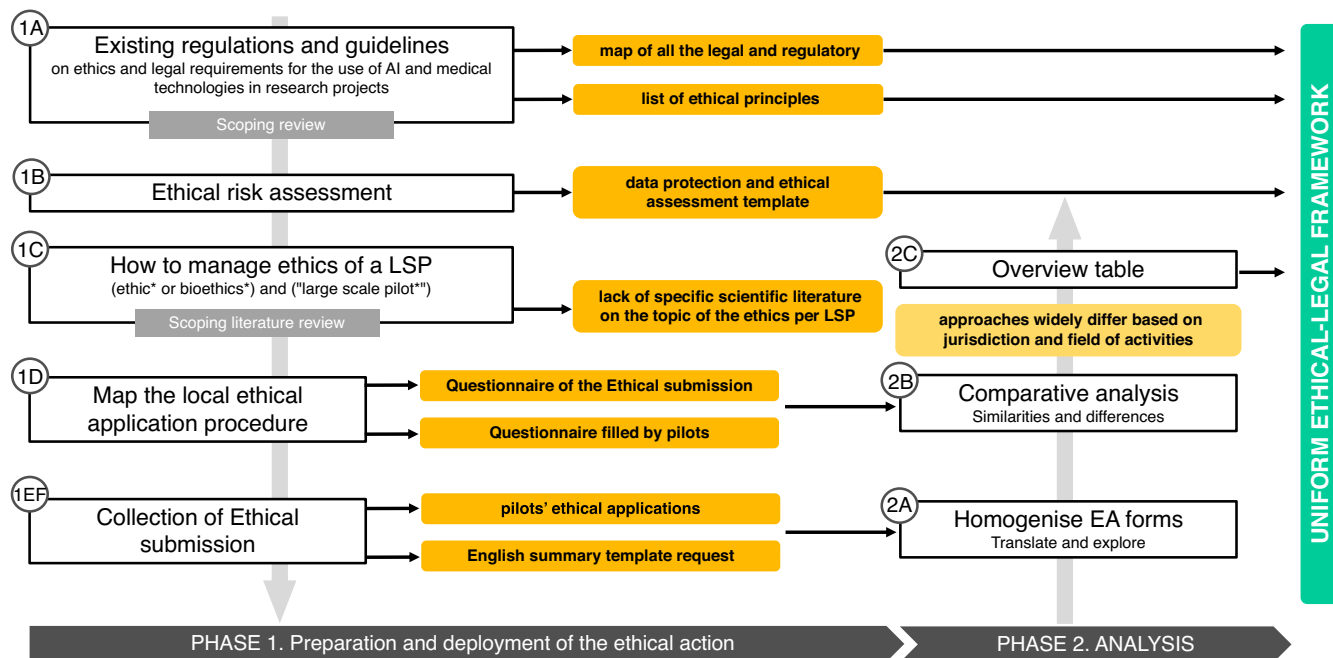 1A
Existing regulations and guidelines
on ethics and legal requirements for the use of AI and medical
technologies in research projects
Scoping review
map of all the legal and regulatory
list of ethical principles
1B
Ethical risk assessment
data protection and ethical
assessment template
1C
How to manage ethics of a LSP
(ethic* or bioethics*) and ("large scale pilot*")
Scoping literature review
lack of specific scientific literature
on the topic of the ethics per LSP
2C
Overview table
approaches widely differ based on
jurisdiction and field of activities
1D
Map the local ethical
application procedure
Questionnaire of the Ethical submission
Questionnaire filled by pilots
2B
Comparative analysis
Similarities and differences
1EF
Collection of Ethical
submission
pilots' ethical applications
English summary template request
2A
Homogenise EA forms
Translate and explore
UNIFORM ETHICAL-LEGAL FRAMEWORK
PHASE 1. Preparation and deployment of the ethical action
PHASE 2. ANALYSIS